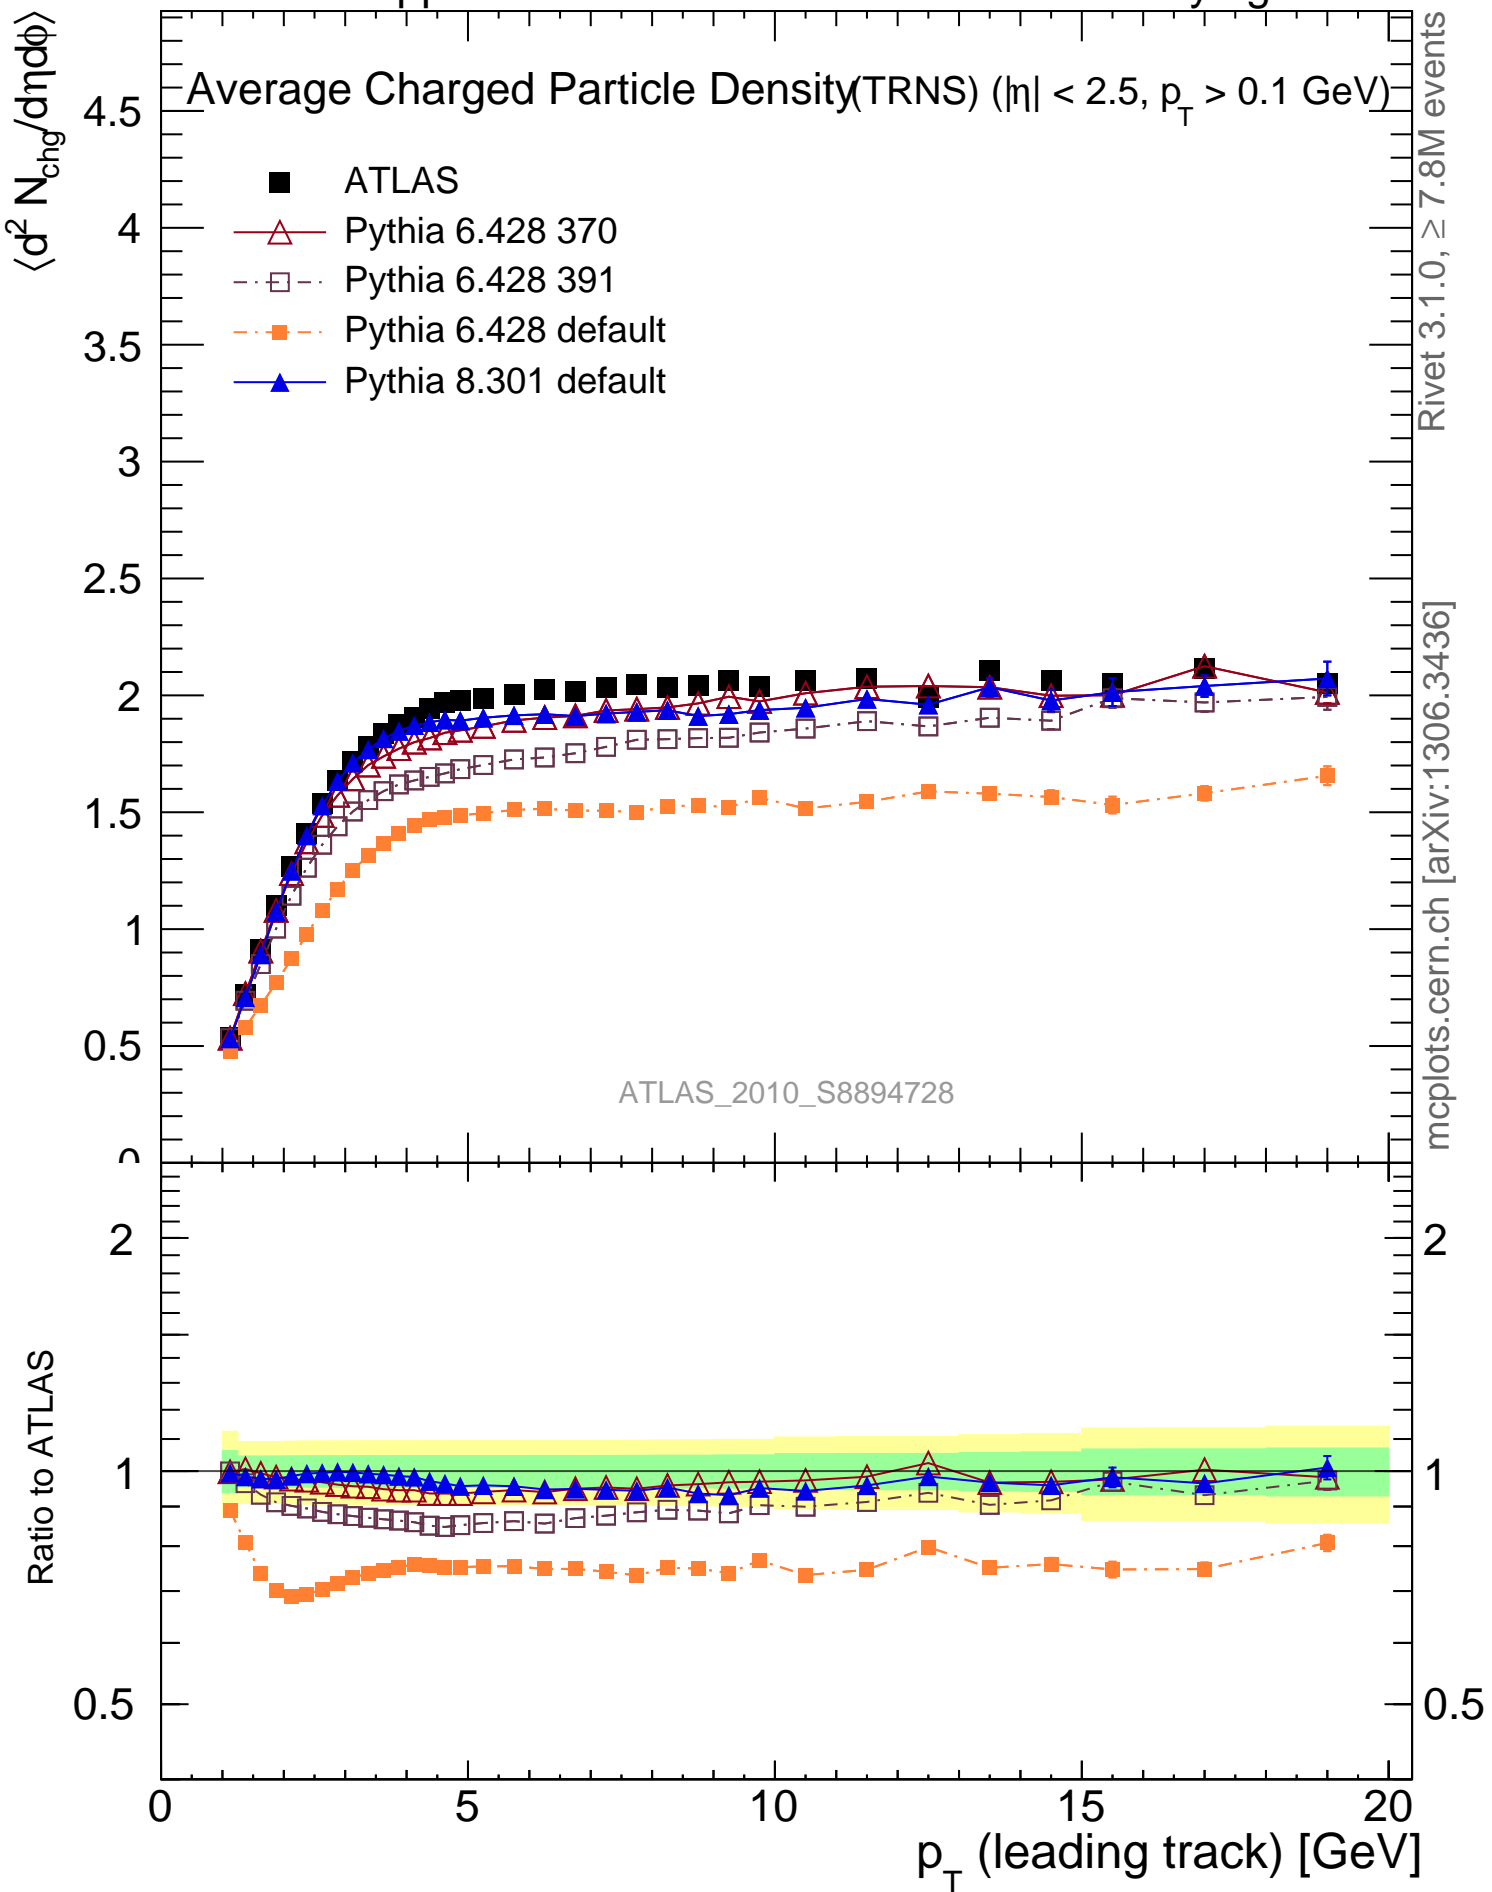 ⟨d² N_chg/dηdϕ⟩
Average Charged Particle Density (TRNS) (|η| < 2.5, p_T > 0.1 GeV)
ATLAS
Pythia 6.428 370
Pythia 6.428 391
Pythia 6.428 default
Pythia 8.301 default
4.5
4
3.5
3
2.5
2
1.5
1
0.5
0
ATLAS_2010_S8894728
Rivet 3.1.0, ≥ 7.8M events
mcplots.cern.ch [arXiv:1306.3436]
Ratio to ATLAS
2
1
0.5
2
1
0.5
0 5 10 15 20
p_T (leading track) [GeV]